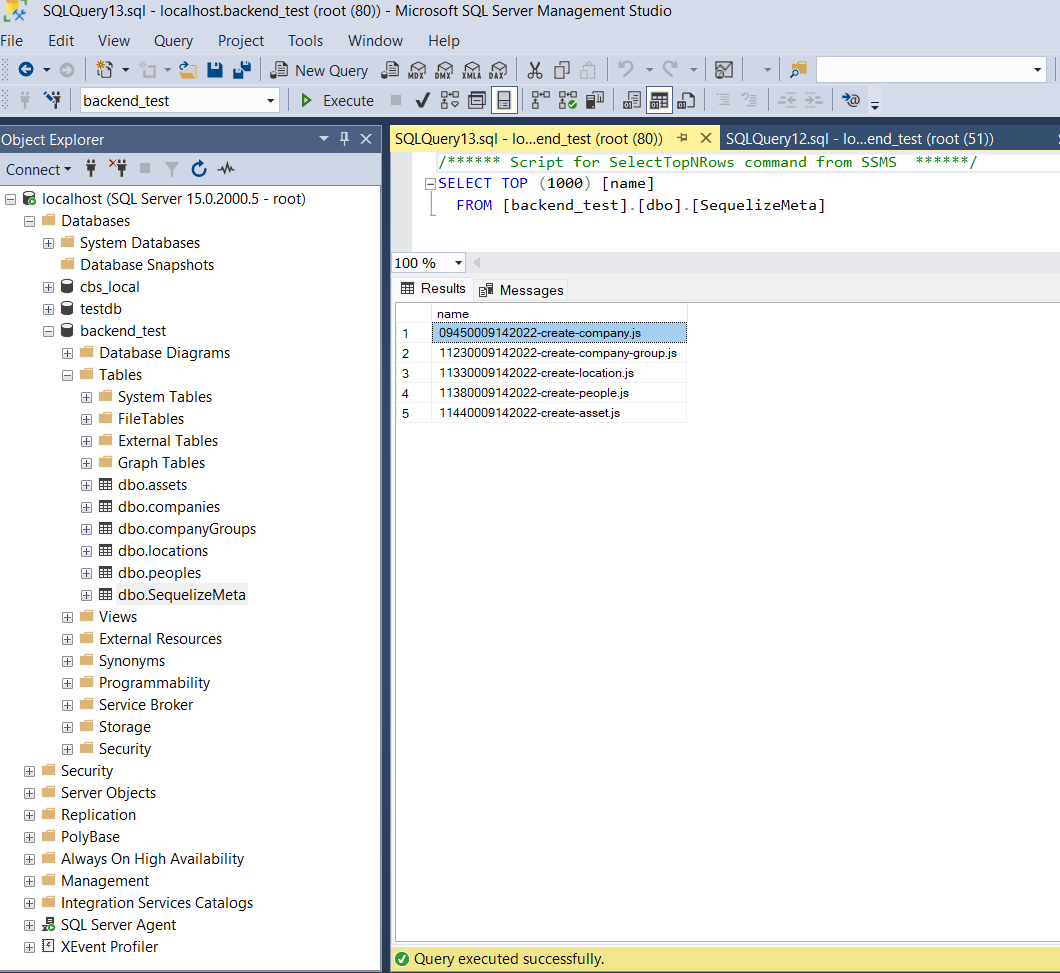 SQLQuery13.sql - localhost.backend_test (root (80)) - Microsoft SQL Server Management Studio
File Edit View Query Project Tools Window Help
New Query MDX DMX XMLA DAX
backend_test Execute
Object Explorer
Connect
localhost (SQL Server 15.0.2000.5 - root)
Databases
System Databases
Database Snapshots
cbs_local
testdb
backend_test
Database Diagrams
Tables
System Tables
FileTables
External Tables
Graph Tables
dbo.assets
dbo.companies
dbo.companyGroups
dbo.locations
dbo.peoples
dbo.SequelizeMeta
Views
External Resources
Synonyms
Programmability
Service Broker
Storage
Security
Security
Server Objects
Replication
PolyBase
Always On High Availability
Management
Integration Services Catalogs
SQL Server Agent
XEvent Profiler
SQLQuery13.sql - lo...end_test (root (80)) SQLQuery12.sql - lo...end_test (root (51))
/****** Script for SelectTopNRows command from SSMS  ******/
SELECT TOP (1000) [name]
FROM [backend_test].[dbo].[SequelizeMeta]
100 %
Results Messages
name
1 09450009142022-create-company.js
2 11230009142022-create-company-group.js
3 11330009142022-create-location.js
4 11380009142022-create-people.js
5 11440009142022-create-asset.js
Query executed successfully.